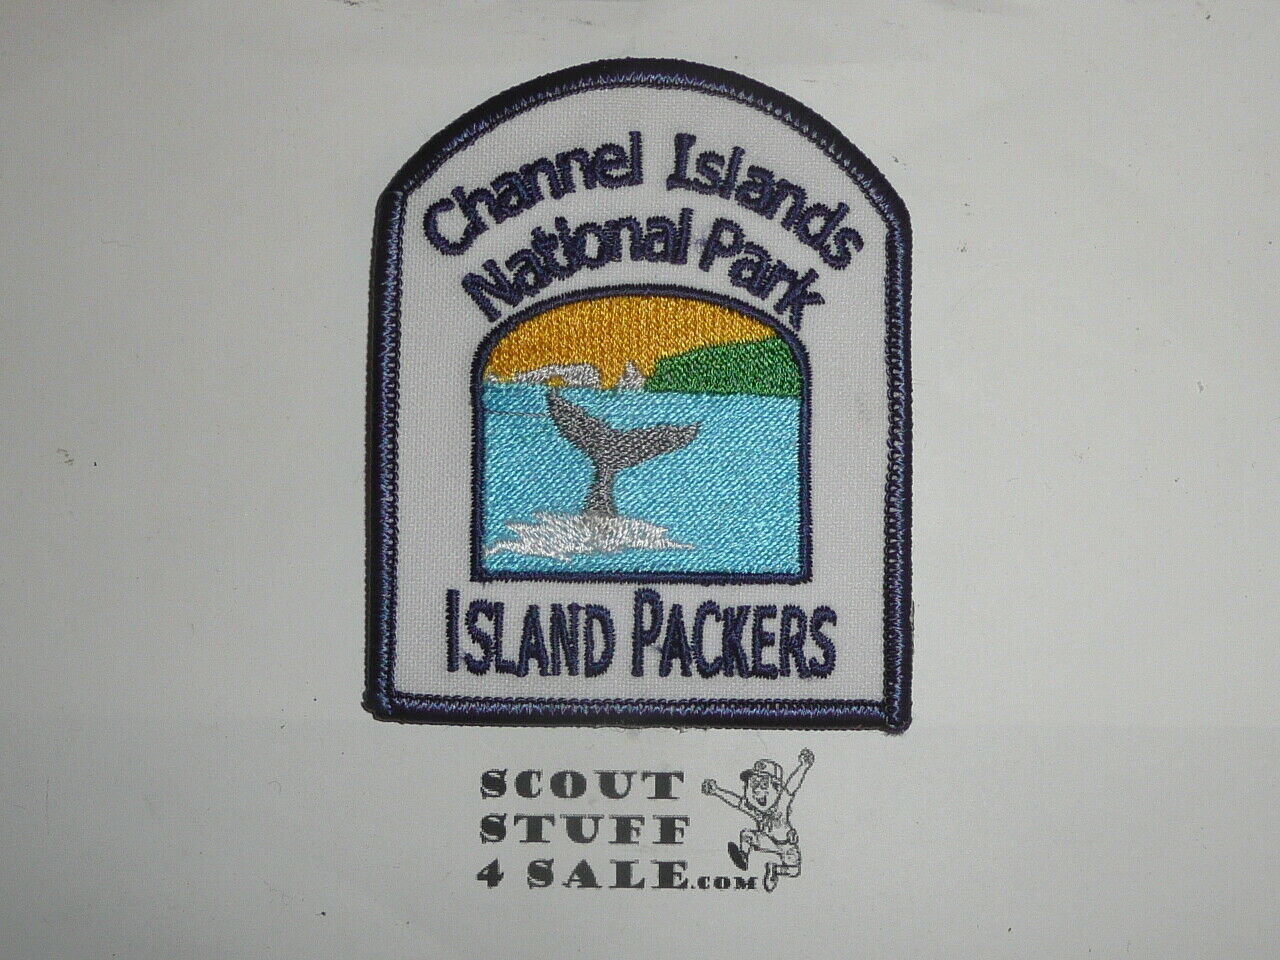 Channel Islands
National Park
ISLAND PACKERS
SCOUT
STUFF
4 SALE.COM